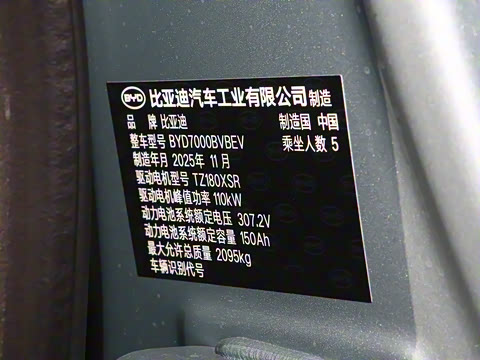 BYD 比亚迪汽车工业有限公司 制造
品 牌 比亚迪 制造国 中国
整车型号 BYD7000BVBEV 乘坐人数 5
制造年月 2025年 11月
驱动电机型号 TZ180XSR
驱动电机峰值功率 110kW
动力电池系统额定电压 307.2V
动力电池系统额定容量 150Ah
最大允许总质量 2095kg
车辆识别代号